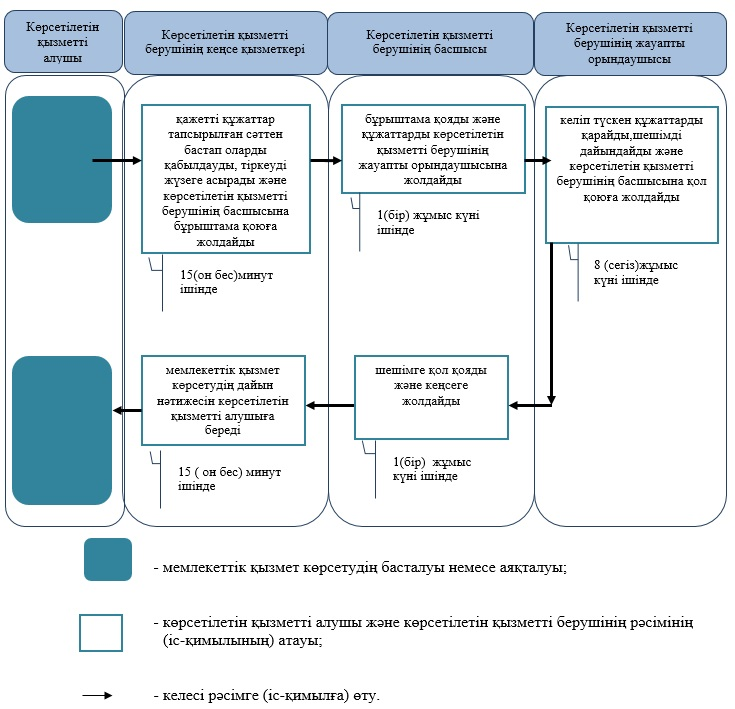 Көрсетілетін
қызметті
алушы
Көрсетілетін қызметті
берушінің кеңсе қызметкері
Көрсетілетін қызметті
берушінің басшысы
Көрсетілетін қызметті
берушінің жауапты
орындаушысы
қажетті құжаттар
тапсырылған сәттен
бастап оларды
қабылдауды, тіркеуді
жүзеге асырады және
көрсетілетін қызметті
берушінің басшысына
бұрыштама қоюға
жолдайды
15(он бес)минут
ішінде
бұрыштама қояды және
құжаттарды көрсетілетін
қызметті берушінің
жауапты орындаушысына
жолдайды
1(бір) жұмыс күні
ішінде
келіп түскен құжаттарды
қарайды,шешімді
дайындайды және
көрсетілетін қызметті
берушінің басшысына қол
қоюға жолдайды
8 (сегіз)жұмыс
күні ішінде
мемлекеттік қызмет
көрсетудің дайын
нәтижесін көрсетілетін
қызметті алушыға
береді
15 ( он бес) минут
ішінде
шешімге қол қояды
және кеңсеге
жолдайды
1(бір) жұмыс
күні ішінде
- мемлекеттік қызмет көрсетудің басталуы немесе аяқталуы;
- көрсетілетін қызметті алушы және көрсетілетін қызметті берушінің рәсімінің
(іс-қимылының) атауы;
- келесі рәсімге (іс-қимылға) өту.